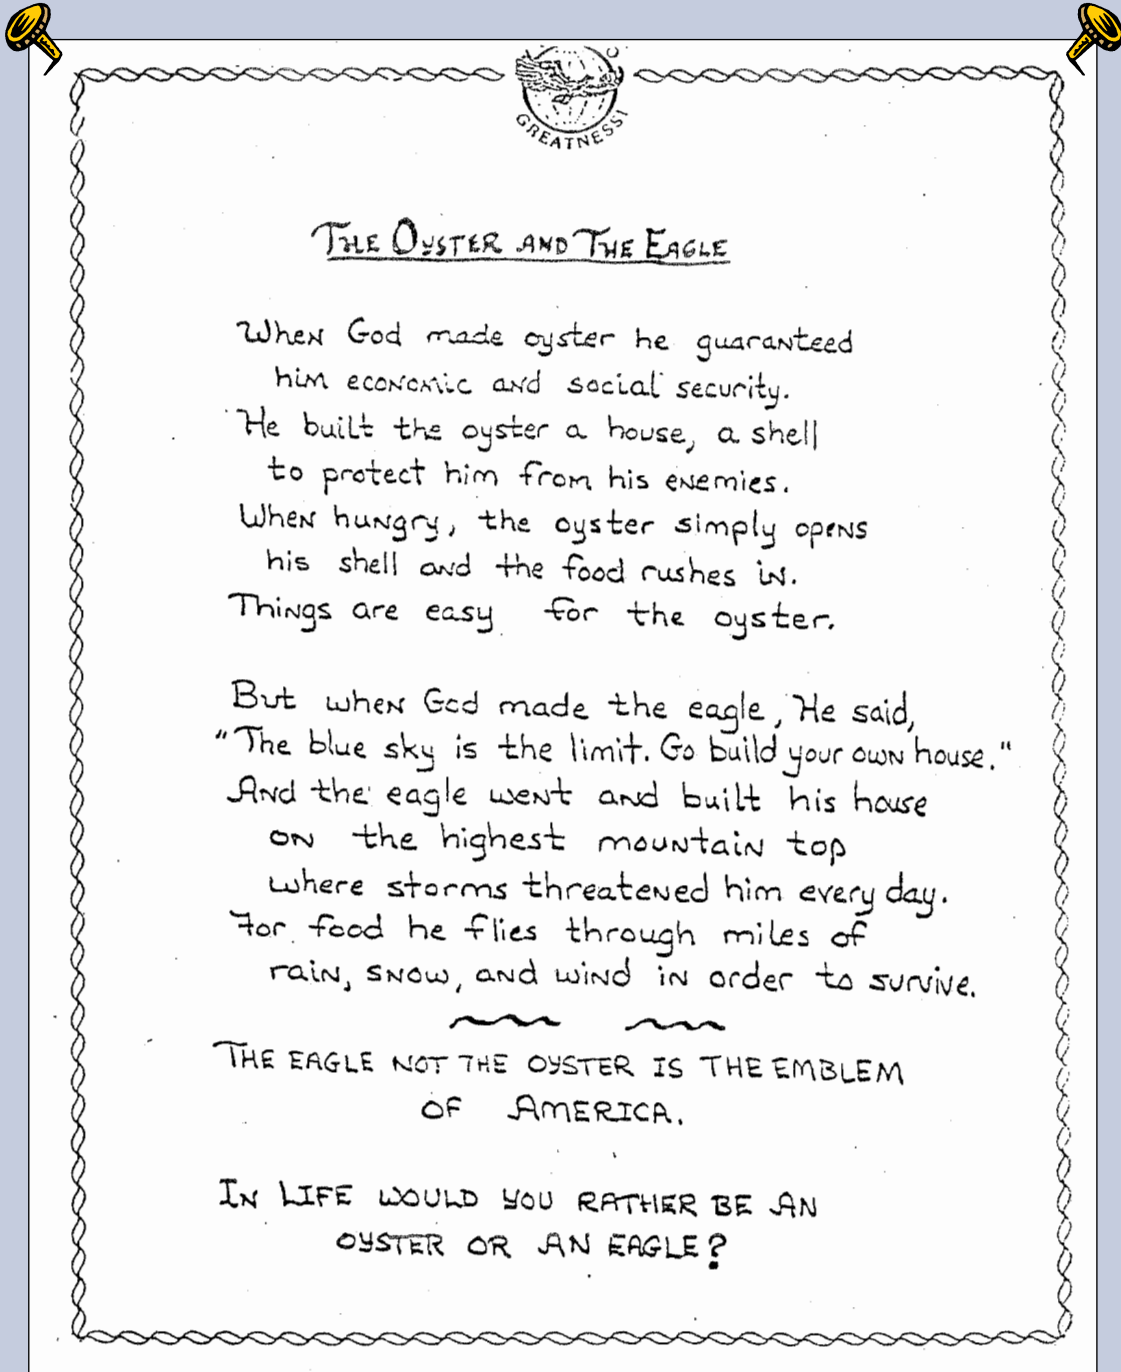 GREATNESS!
The Oyster and The Eagle
When God made oyster he guaranteed
him economic and social security.
He built the oyster a house, a shell
to protect him from his enemies.
When hungry, the oyster simply opens
his shell and the food rushes in.
Things are easy for the oyster.
But when God made the eagle, He said,
"The blue sky is the limit. Go build your own house."
And the eagle went and built his house
on the highest mountain top
where storms threatened him every day.
For food he flies through miles of
rain, snow, and wind in order to survive.
THE EAGLE NOT THE OYSTER IS THE EMBLEM
OF AMERICA.
IN LIFE WOULD YOU RATHER BE AN
OYSTER OR AN EAGLE?